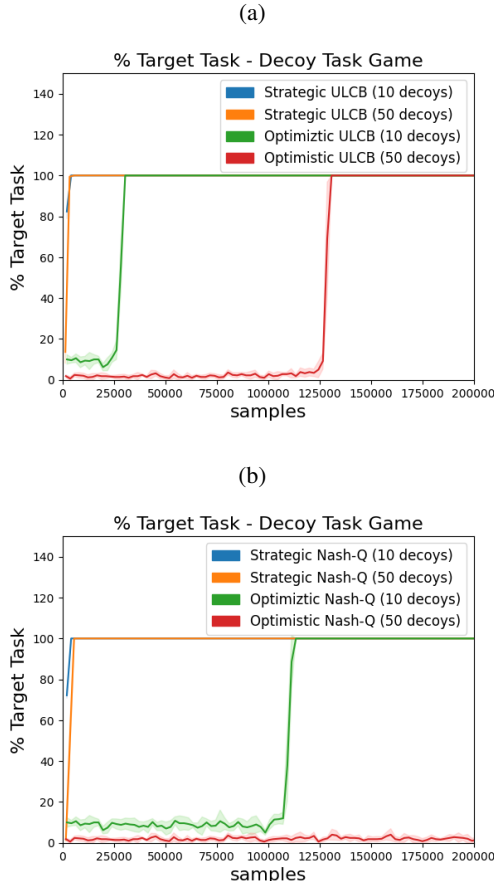 (a)
% Target Task - Decoy Task Game
Strategic ULCB (10 decoys)
Strategic ULCB (50 decoys)
Optimiztic ULCB (10 decoys)
Optimistic ULCB (50 decoys)
% Target Task
140
120
100
80
60
40
20
0
0 25000 50000 75000 100000 125000 150000 175000 200000
samples
(b)
% Target Task - Decoy Task Game
Strategic Nash-Q (10 decoys)
Strategic Nash-Q (50 decoys)
Optimiztic Nash-Q (10 decoys)
Optimistic Nash-Q (50 decoys)
% Target Task
140
120
100
80
60
40
20
0
0 25000 50000 75000 100000 125000 150000 175000 200000
samples